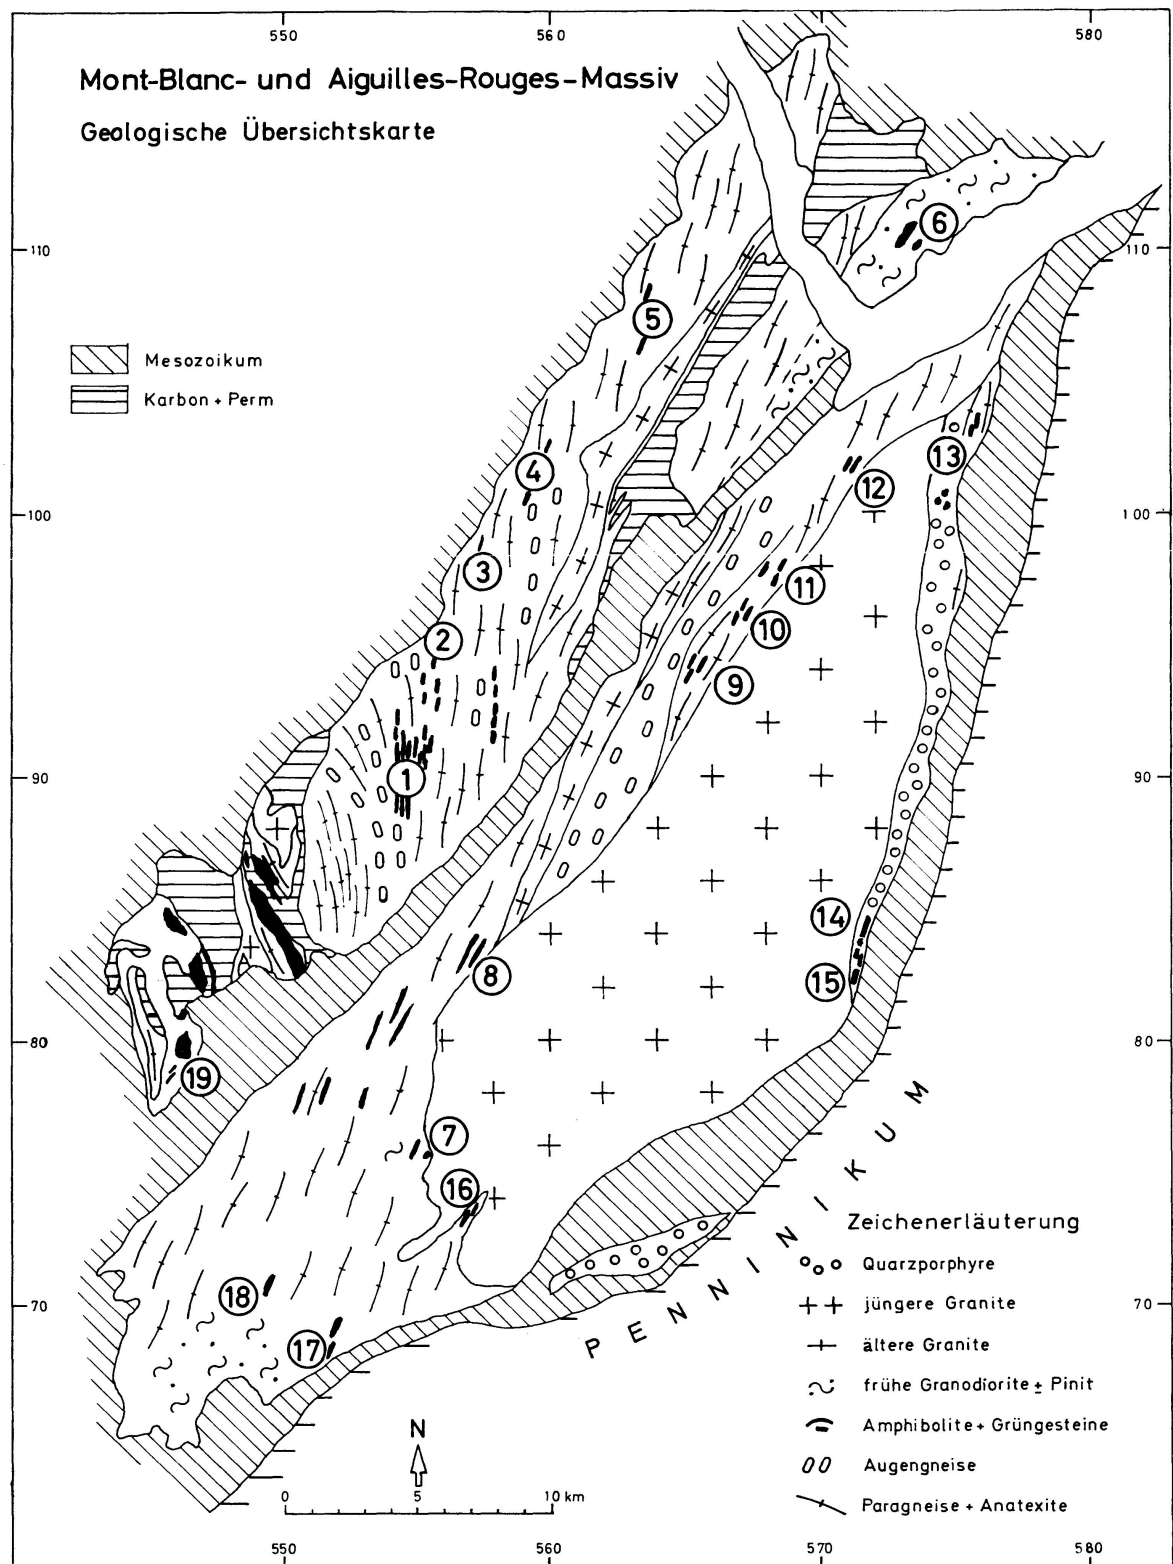 550 560 580
Mont-Blanc- und Aiguilles-Rouges-Massiv
Geologische Übersichtskarte
6
110 110
5
Mesozoikum
Karbon + Perm
13
4
12
100 100
3
11
2
10
9
90 90
1
14
8
15
80 80
19
7
16
PENNINIKUM
Zeichenerläuterung
Quarzporphyre
18
70 70
jüngere Granite
17
ältere Granite
frühe Granodiorite ± Pinit
N
Amphibolite + Grüngesteine
Augengneise
0 5 10 km
Paragneise + Anatexite
550 560 570 580